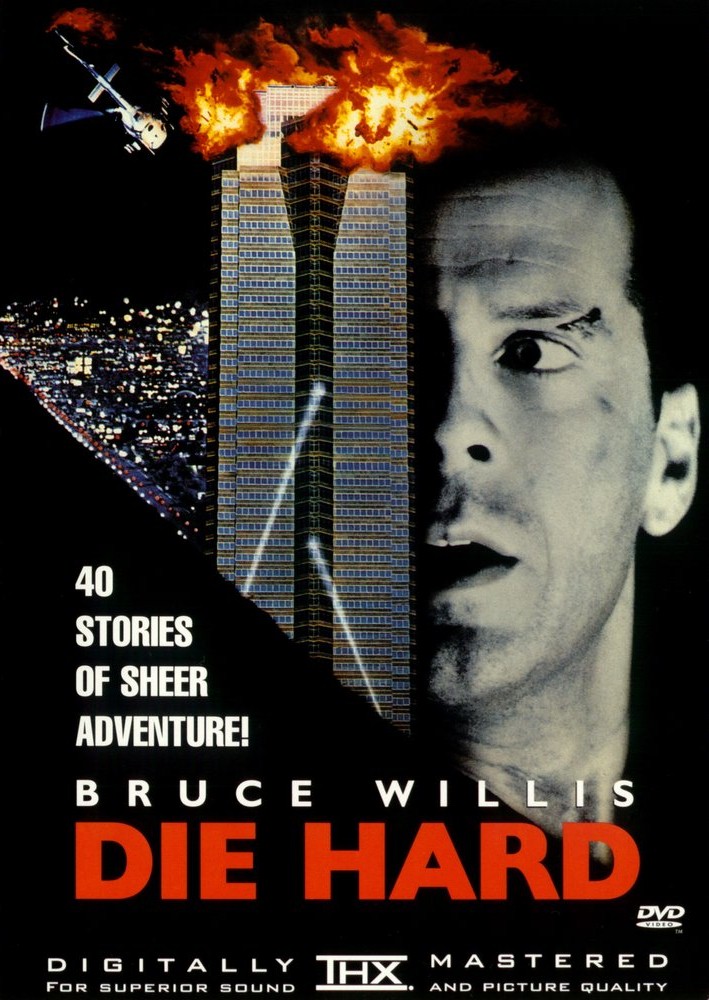 40
STORIES
OF SHEER
ADVENTURE!
BRUCE WILLIS
DIE HARD
DVD
VIDEO
TM
DIGITALLY THX. MASTERED
FOR SUPERIOR SOUND AND PICTURE QUALITY